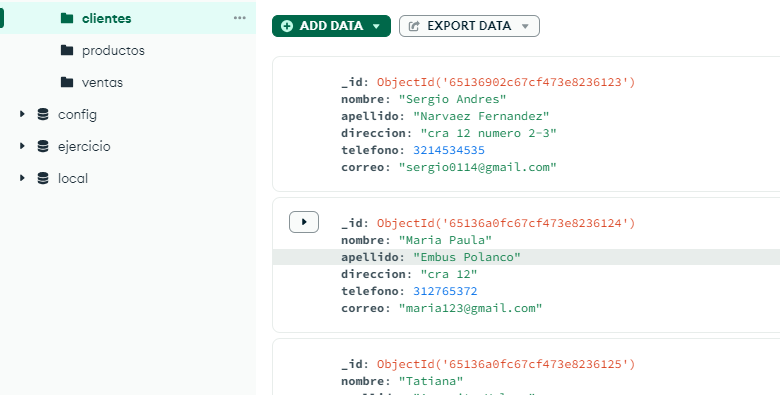 clientes
productos
ventas
config
ejercicio
local
ADD DATA
EXPORT DATA
_id: ObjectId('65136902c67cf473e8236123')
nombre: "Sergio Andres"
apellido: "Narvaez Fernandez"
direccion: "cra 12 numero 2-3"
telefono: 3214534535
correo: "sergio0114@gmail.com"
_id: ObjectId('65136a0fc67cf473e8236124')
nombre: "Maria Paula"
apellido: "Embus Polanco"
direccion: "cra 12"
telefono: 312765372
correo: "maria123@gmail.com"
_id: ObjectId('65136a0fc67cf473e8236125')
nombre: "Tatiana"